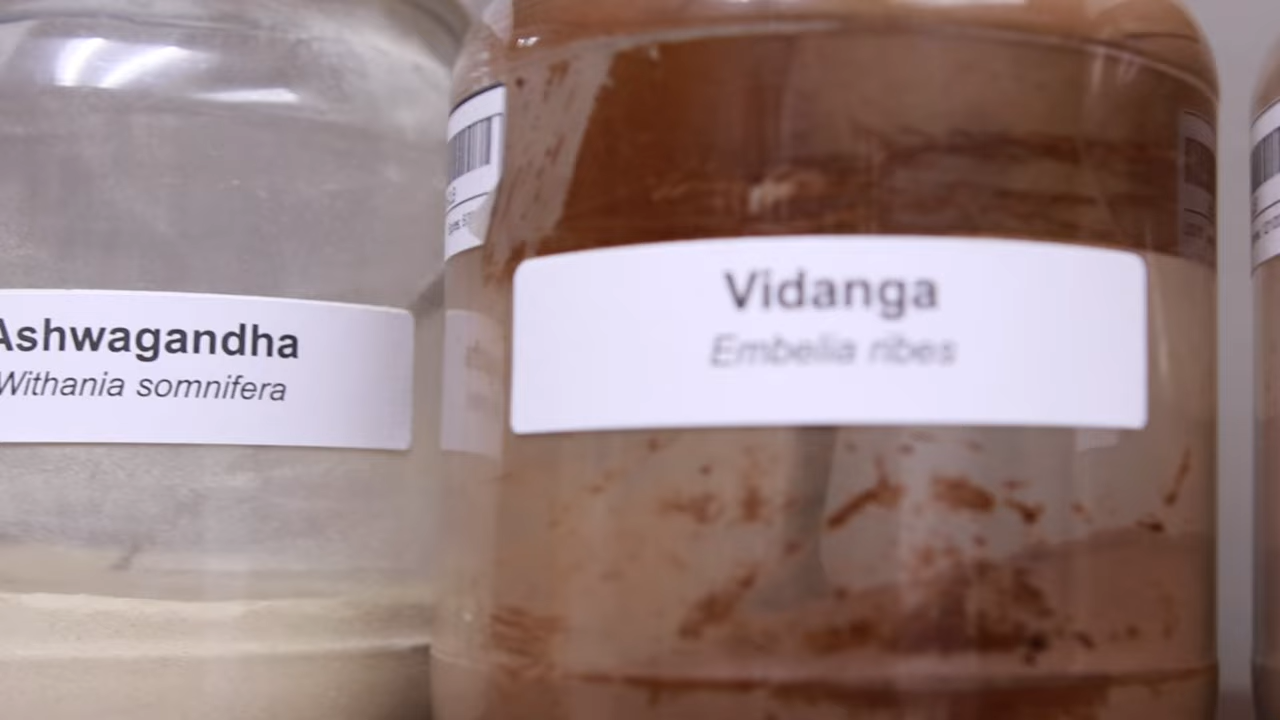 Ashwagandha
Withania somnifera
Vidanga
Embelia ribes